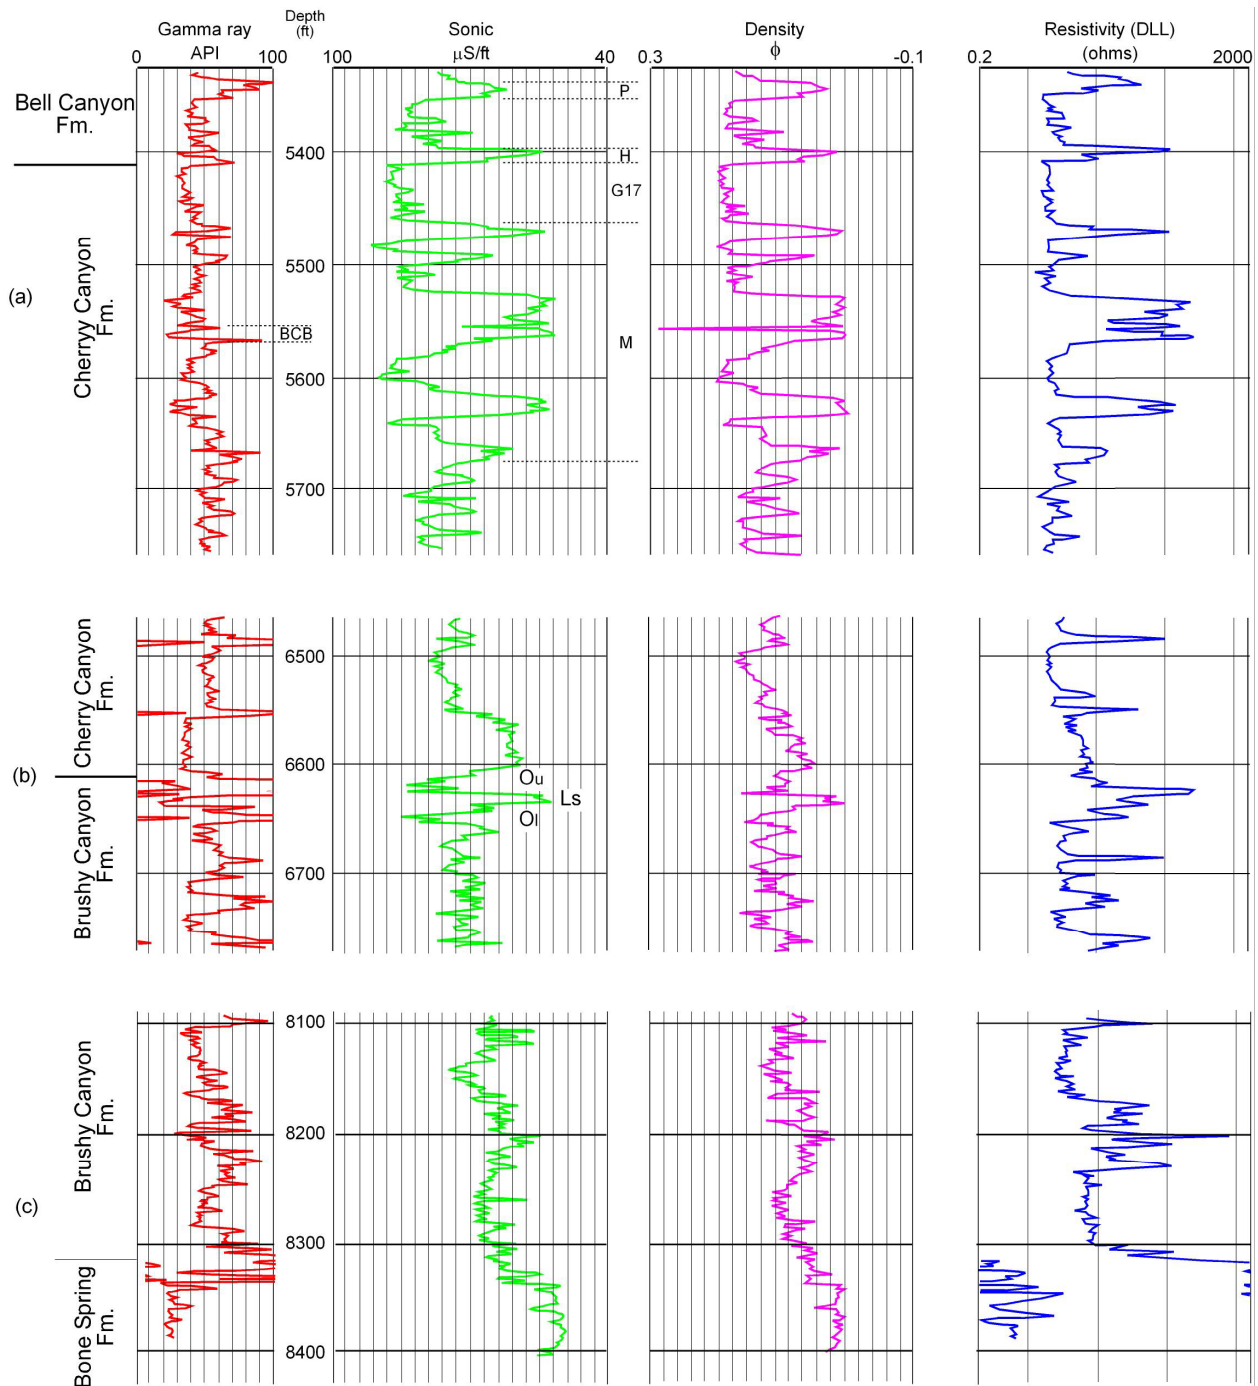 Gamma ray
API
0 100
Depth
(ft)
Sonic
μS/ft
100 40
Density
ϕ
0.3 -0.1
Resistivity (DLL)
(ohms)
0.2 2000
(a)
Bell Canyon
Fm.
Cherry Canyon
Fm.
5400
5500
5600
5700
BCB
P
H
G17
M
(b)
Cherry Canyon
Fm.
Brushy Canyon
Fm.
6500
6600
6700
Ou
Ls
Ol
(c)
Brushy Canyon
Fm.
Bone Spring
Fm.
8100
8200
8300
8400